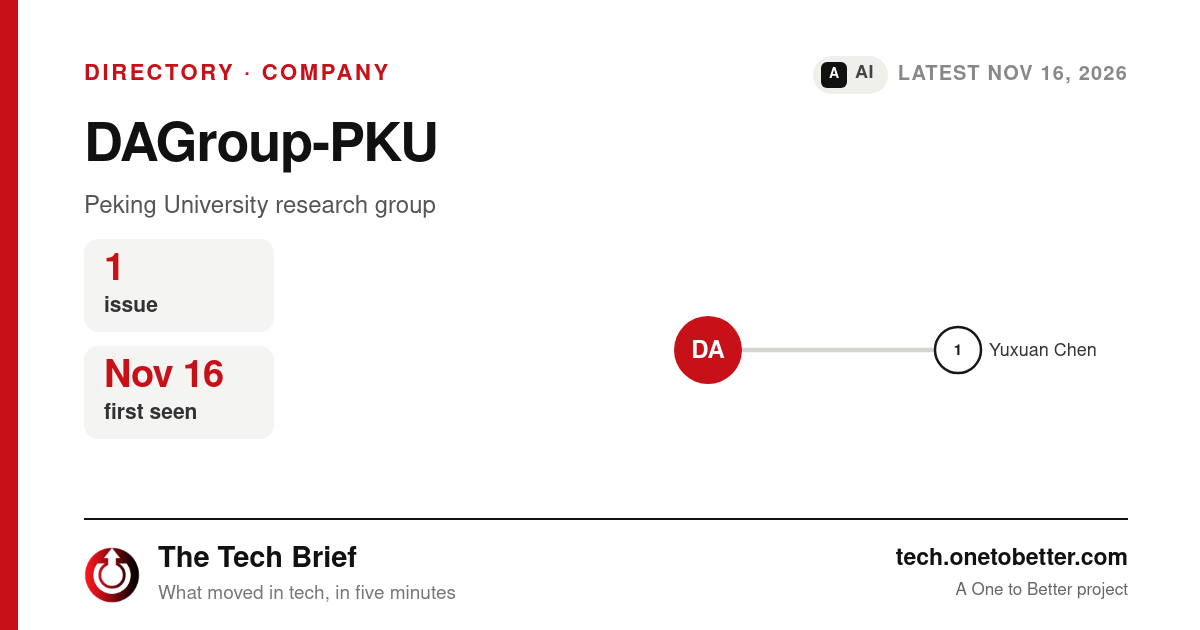 DIRECTORY · COMPANY
A AI LATEST NOV 16, 2026
DAGroup-PKU
Peking University research group
1
issue
Nov 16
first seen
DA
1 Yuxuan Chen
The Tech Brief
What moved in tech, in five minutes
tech.onetobetter.com
A One to Better project